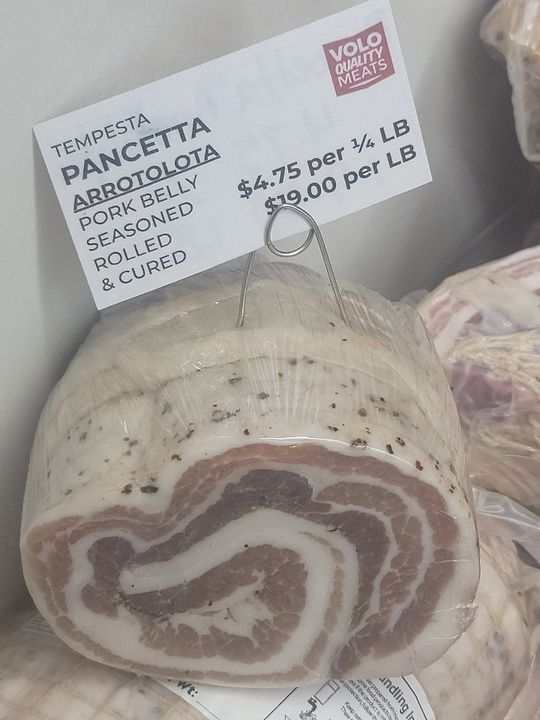 VOLO
QUALITY
MEATS
TEMPESTA
PANCETTA
ARROTOLOTA
PORK BELLY
SEASONED
ROLLED
& CURED
$4.75 per ¼ LB
$19.00 per LB
wt: